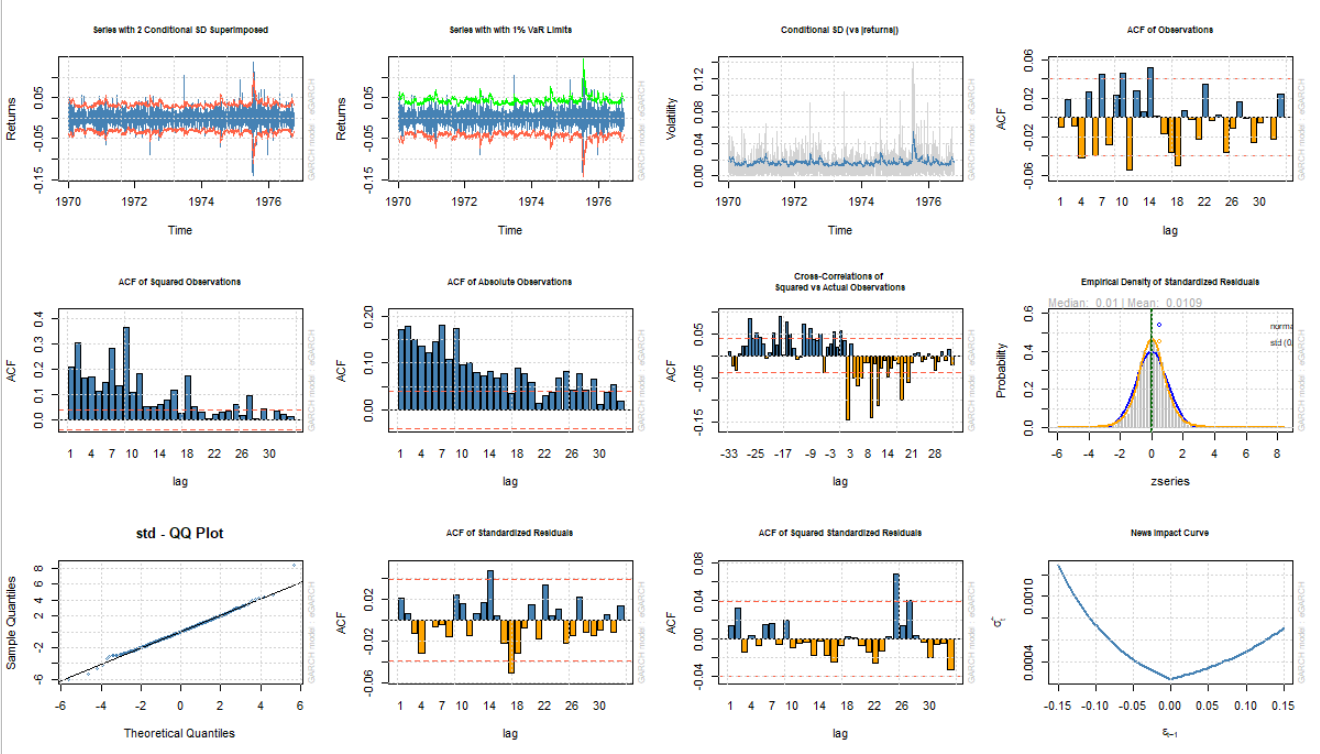 Series with 2 Conditional SD Superimposed
Returns
0.05
-0.05
-0.15
1970 1972 1974 1976
Time
GARCH model : eGARCH
Series with with 1% VaR Limits
Returns
0.05
-0.05
-0.15
1970 1972 1974 1976
Time
GARCH model : eGARCH
Conditional SD (vs |returns|)
Volatility
0.12
0.08
0.04
0.00
1970 1972 1974 1976
Time
GARCH model : eGARCH
ACF of Observations
ACF
0.06
0.02
-0.02
-0.06
1 4 7 10 14 18 22 26 30
lag
GARCH model : eGARCH
ACF of Squared Observations
ACF
0.4
0.3
0.2
0.1
0.0
1 4 7 10 14 18 22 26 30
lag
GARCH model : eGARCH
ACF of Absolute Observations
ACF
0.20
0.10
0.00
1 4 7 10 14 18 22 26 30
lag
GARCH model : eGARCH
Cross-Correlations of
Squared vs Actual Observations
ACF
0.05
-0.05
-0.15
-33 -25 -17 -9 -3 3 8 14 21 28
lag
GARCH model : eGARCH
Empirical Density of Standardized Residuals
Median: 0.01 | Mean: 0.0109
Probability
0.6
0.4
0.2
0.0
norma
std (0.
-6 -4 -2 0 2 4 6 8
zseries
GARCH model : eGARCH
std - QQ Plot
Sample Quantiles
8
6
4
2
-2
-6
-6 -4 -2 0 2 4 6
Theoretical Quantiles
GARCH model : eGARCH
ACF of Standardized Residuals
ACF
0.02
-0.02
-0.06
1 4 7 10 14 18 22 26 30
lag
GARCH model : eGARCH
ACF of Squared Standardized Residuals
ACF
0.08
0.04
0.00
-0.04
1 4 7 10 14 18 22 26 30
lag
GARCH model : eGARCH
News Impact Curve
0.0010
0.0004
-0.15 -0.10 -0.05 0.00 0.05 0.10 0.15
εt−1
GARCH model : eGARCH